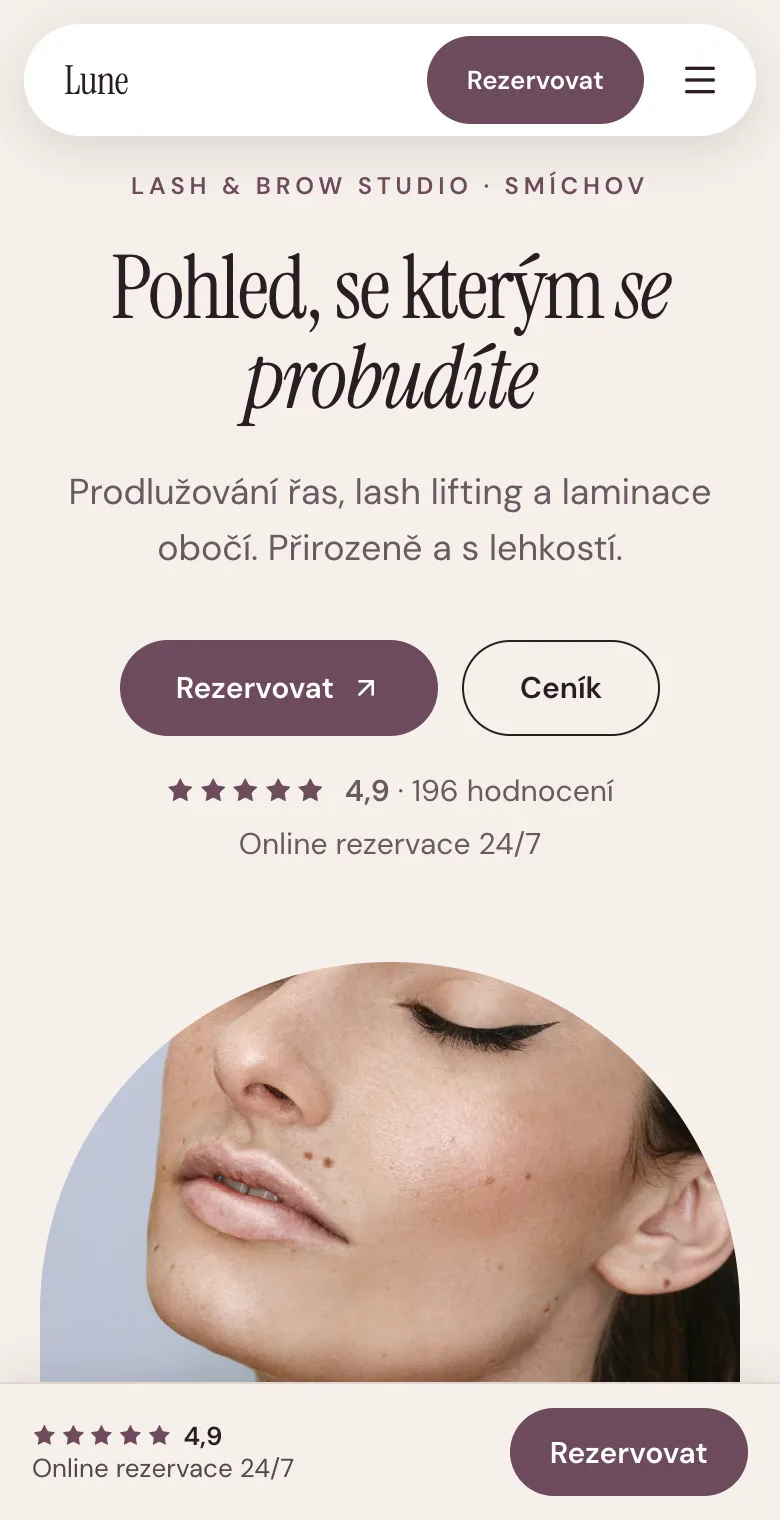 Lune
Rezervovat
LASH & BROW STUDIO · SMÍCHOV
Pohled, se kterým se
probudíte
Prodlužování řas, lash lifting a laminace
obočí. Přirozeně a s lehkostí.
Rezervovat
Ceník
4,9 · 196 hodnocení
Online rezervace 24/7
4,9
Online rezervace 24/7
Rezervovat